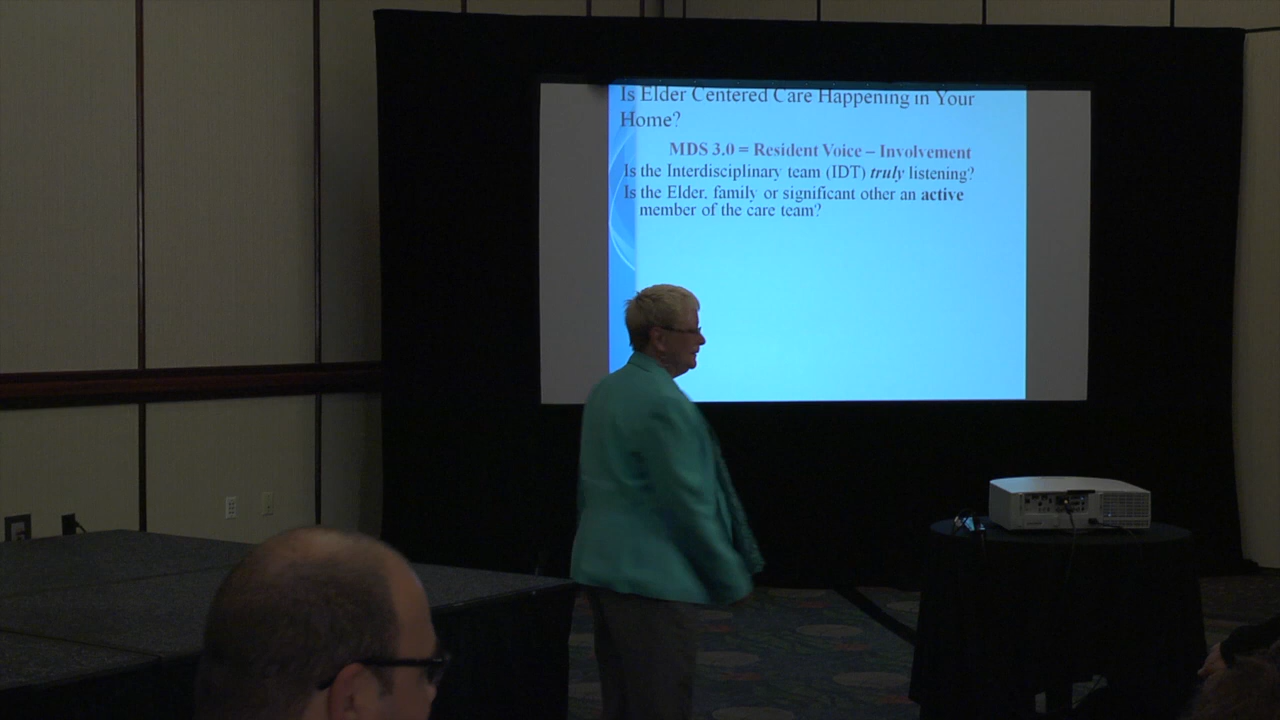 Is Elder Centered Care Happening in Your
Home?
MDS 3.0 = Resident Voice – Involvement
Is the Interdisciplinary team (IDT) truly listening?
Is the Elder, family or significant other an active
member of the care team?